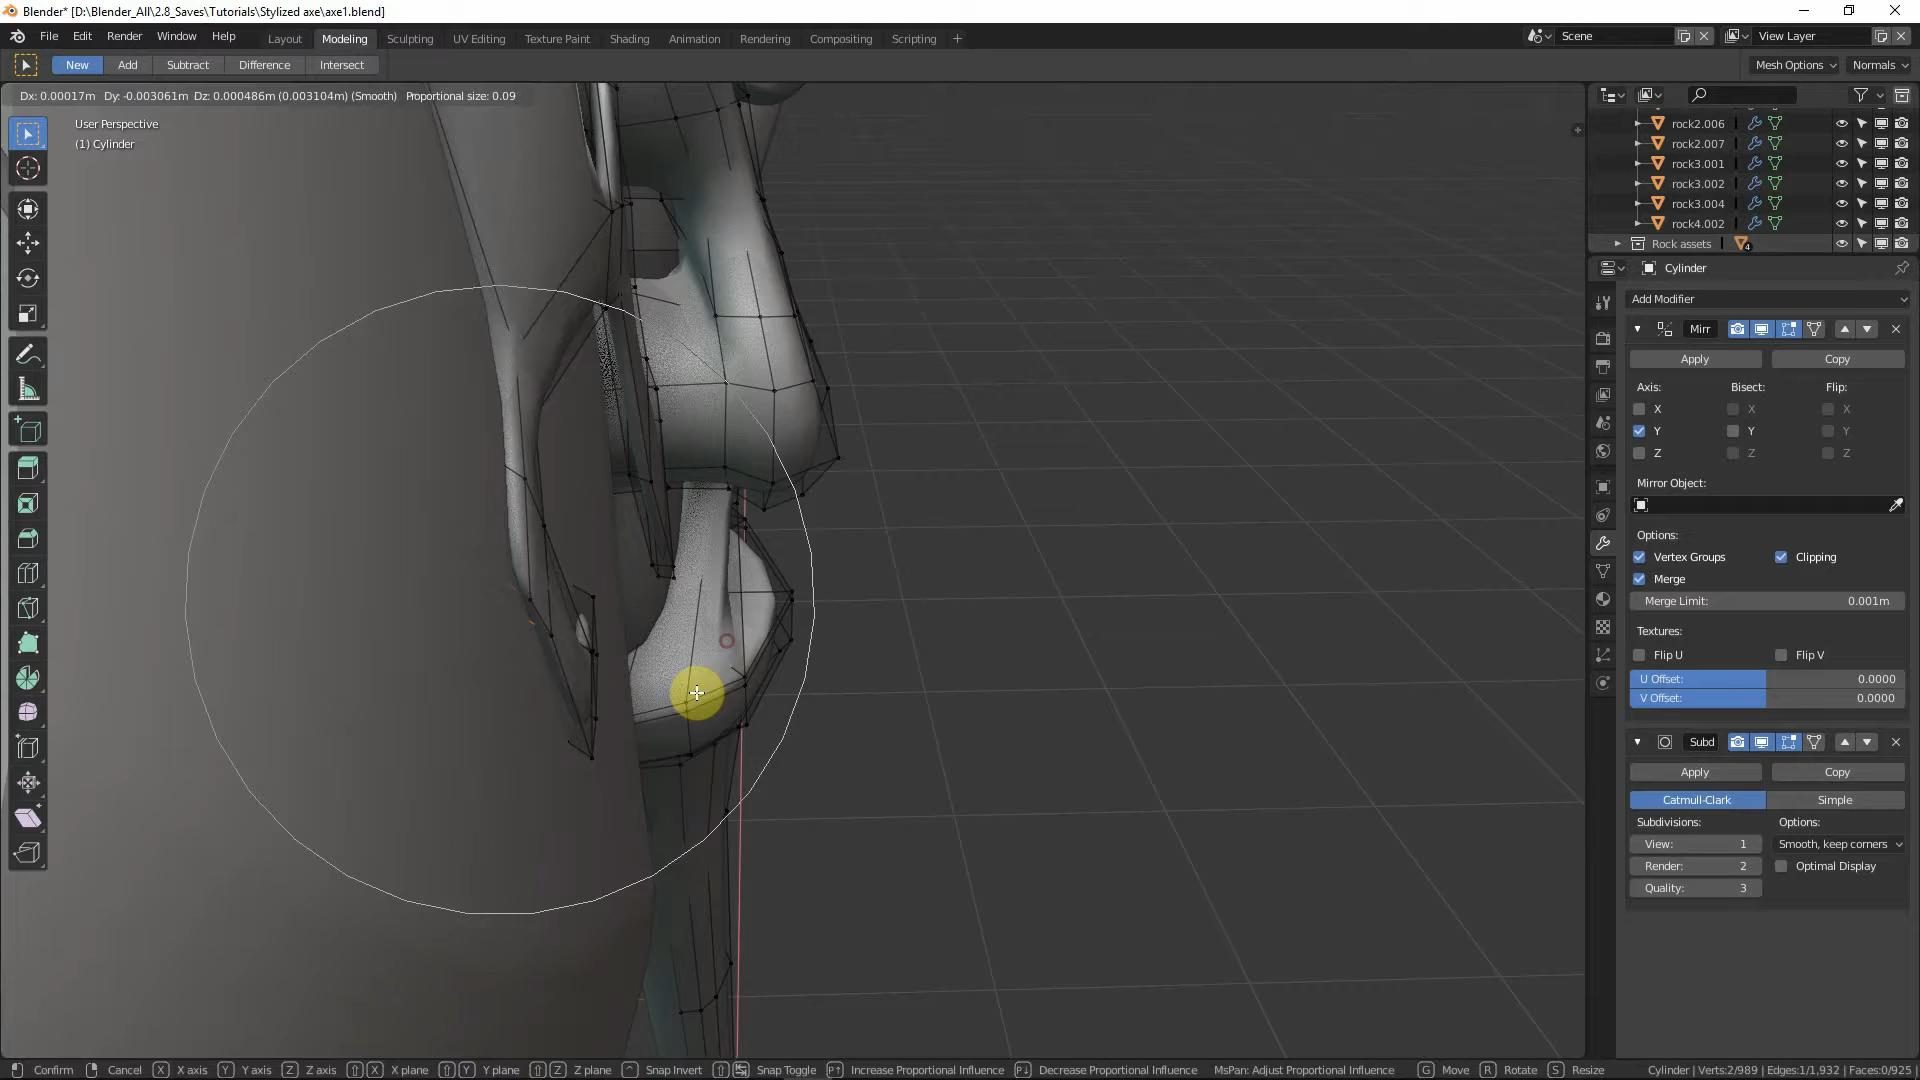 Blender* [D:\Blender_All\2.8_Saves\Tutorials\Stylized axe\axe1.blend]
File Edit Render Window Help Layout Modeling Sculpting UV Editing Texture Paint Shading Animation Rendering Compositing Scripting + Scene View Layer
New Add Subtract Difference Intersect Mesh Options Normals
Dx: 0.00017m Dy: -0.003061m Dz: 0.000486m (0.003104m) (Smooth) Proportional size: 0.09
User Perspective
(1) Cylinder
rock2.006
rock2.007
rock3.001
rock3.002
rock3.004
rock4.002
Rock assets 4
Cylinder
Add Modifier
Mirr
Apply Copy
Axis: Bisect: Flip:
X X X
Y Y Y
Z Z Z
Mirror Object:
Options:
Vertex Groups Clipping
Merge
Merge Limit: 0.001m
Textures:
Flip U Flip V
U Offset: 0.0000
V Offset: 0.0000
Subd
Apply Copy
Catmull-Clark Simple
Subdivisions: Options:
View: 1 Smooth, keep corners
Render: 2 Optimal Display
Quality: 3
Confirm Cancel X X axis Y Y axis Z Z axis X X plane Y Y plane Z Z plane Snap Invert Snap Toggle Increase Proportional Influence Decrease Proportional Influence MsPan: Adjust Proportional Influence G Move R Rotate S Resize Cylinder | Verts:2/989 | Edges:1/1,932 | Faces:0/925